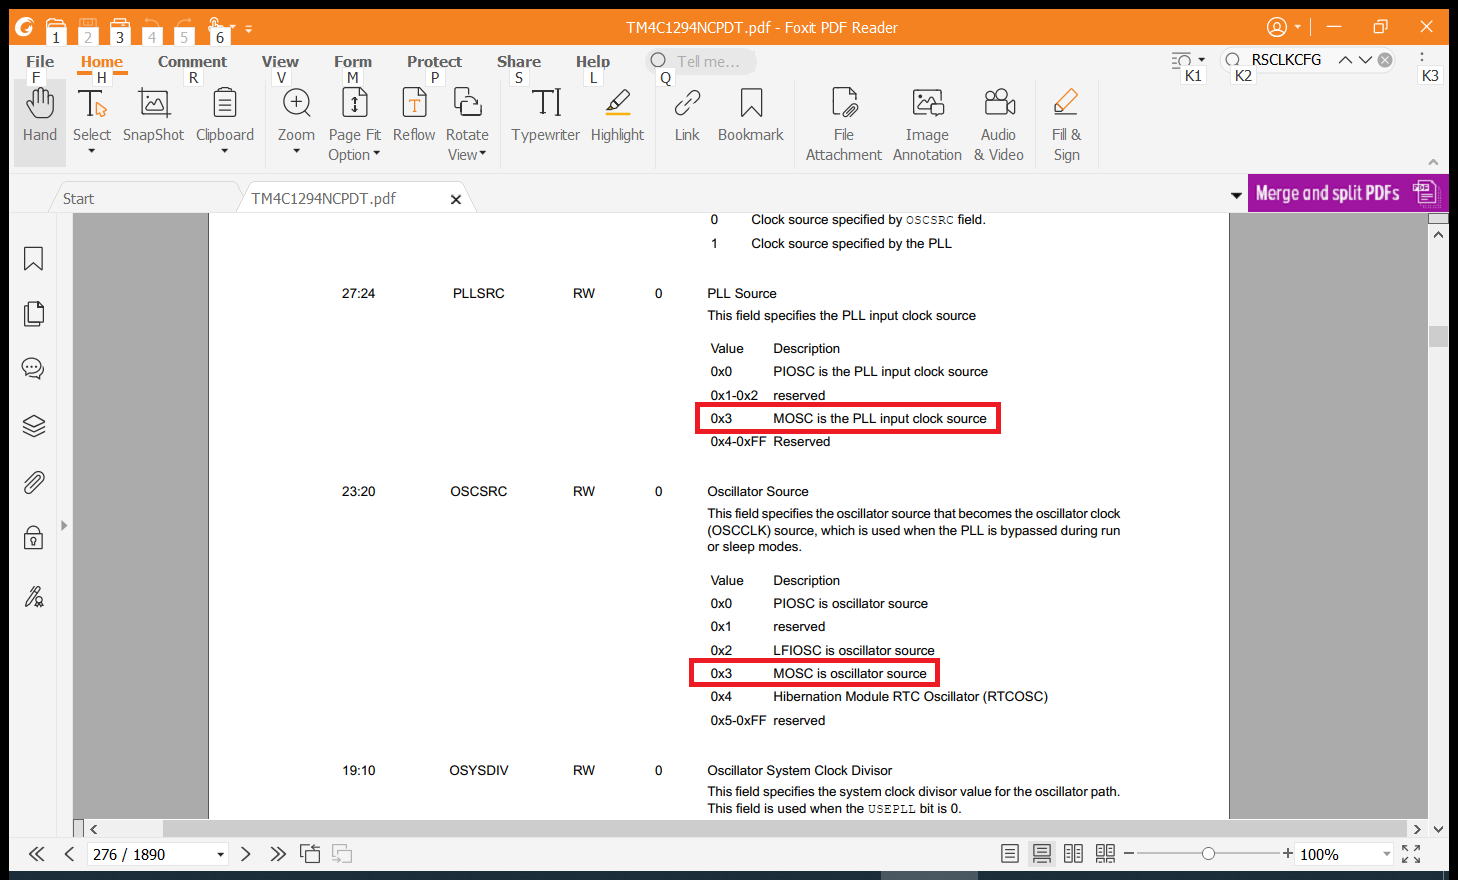 TM4C1294NCPDT.pdf - Foxit PDF Reader
1 2 3 4 5 6
File Home Comment View Form Protect Share Help Tell me... RSCLKCFG
F H R V M P S L Q K1 K2 K3
Hand Select SnapShot Clipboard Zoom Page Fit Option Reflow Rotate View Typewriter Highlight Link Bookmark File Attachment Image Annotation Audio & Video Fill & Sign
Start TM4C1294NCPDT.pdf Merge and split PDFs PDF
0 Clock source specified by OSCSRC field.
1 Clock source specified by the PLL
27:24 PLLSRC RW 0 PLL Source
This field specifies the PLL input clock source
Value Description
0x0 PIOSC is the PLL input clock source
0x1-0x2 reserved
0x3 MOSC is the PLL input clock source
0x4-0xFF Reserved
23:20 OSCSRC RW 0 Oscillator Source
This field specifies the oscillator source that becomes the oscillator clock
(OSCCLK) source, which is used when the PLL is bypassed during run
or sleep modes.
Value Description
0x0 PIOSC is oscillator source
0x1 reserved
0x2 LFIOSC is oscillator source
0x3 MOSC is oscillator source
0x4 Hibernation Module RTC Oscillator (RTCOSC)
0x5-0xFF reserved
19:10 OSYSDIV RW 0 Oscillator System Clock Divisor
This field specifies the system clock divisor value for the oscillator path.
This field is used when the USEPLL bit is 0.
276 / 1890 100%